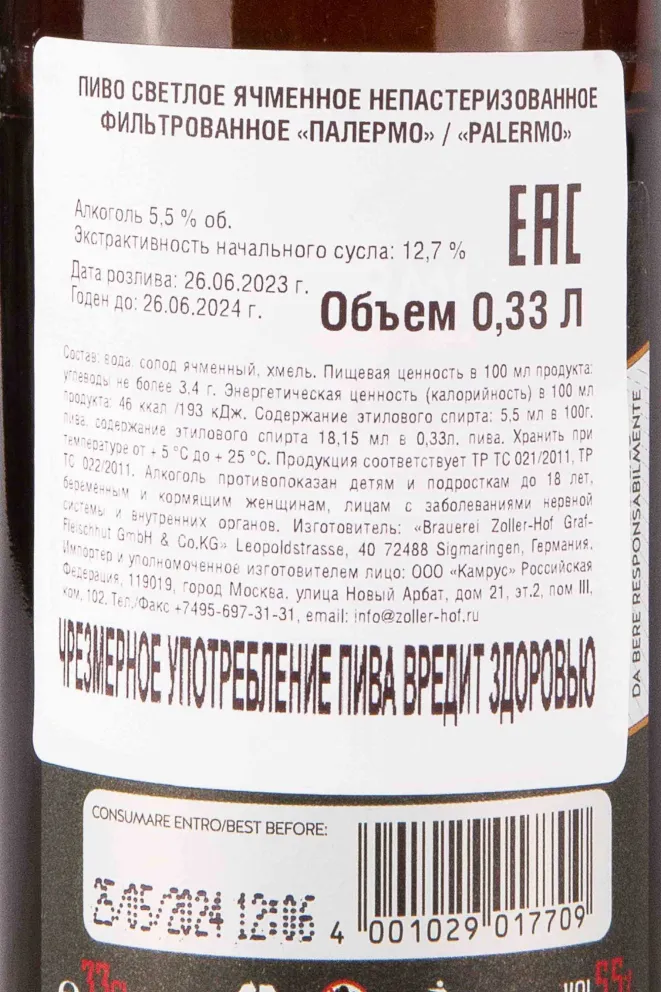 ПИВО СВЕТЛОЕ ЯЧМЕННОЕ НЕПАСТЕРИЗОВАННОЕ
ФИЛЬТРОВАННОЕ «ПАЛЕРМО» / «PALERMO»
Алкоголь 5,5 % об.
Экстрактивность начального сусла: 12,7 %
Дата розлива: 26.06.2023 г.
Годен до: 26.06.2024 г.
EAC
Объем 0,33 Л
Состав: вода, солод ячменный, хмель. Пищевая ценность в 100 мл продукта:
углеводы не более 3,4 г. Энергетическая ценность (калорийность) в 100 мл
продукта: 46 ккал /193 кДж. Содержание этилового спирта: 5,5 мл в 100г.
пива, содержание этилового спирта 18,15 мл в 0,33л. пива. Хранить при
температуре от + 5 °C до + 25 °C. Продукция соответствует ТР ТС 021/2011, ТР
ТС 022/2011. Алкоголь противопоказан детям и подросткам до 18 лет,
беременным и кормящим женщинам, лицам с заболеваниями нервной
системы и внутренних органов. Изготовитель: «Brauerei Zoller-Hof Graf-
Fleischhut GmbH & Co.KG» Leopoldstrasse, 40 72488 Sigmaringen, Германия.
Импортер и уполномоченное изготовителем лицо: ООО «Камрус» Российская
Федерация, 119019, город Москва, улица Новый Арбат, дом 21, эт.2, пом III,
ком. 102. Тел./Факс +7495-697-31-31, email: info@zoller-hof.ru
ЧРЕЗМЕРНОЕ УПОТРЕБЛЕНИЕ ПИВА ВРЕДИТ ЗДОРОВЬЮ
DA BERE RESPONSABILMENTE
CONSUMARE ENTRO/BEST BEFORE:
25/05/2024 12:06
4 001029 017709